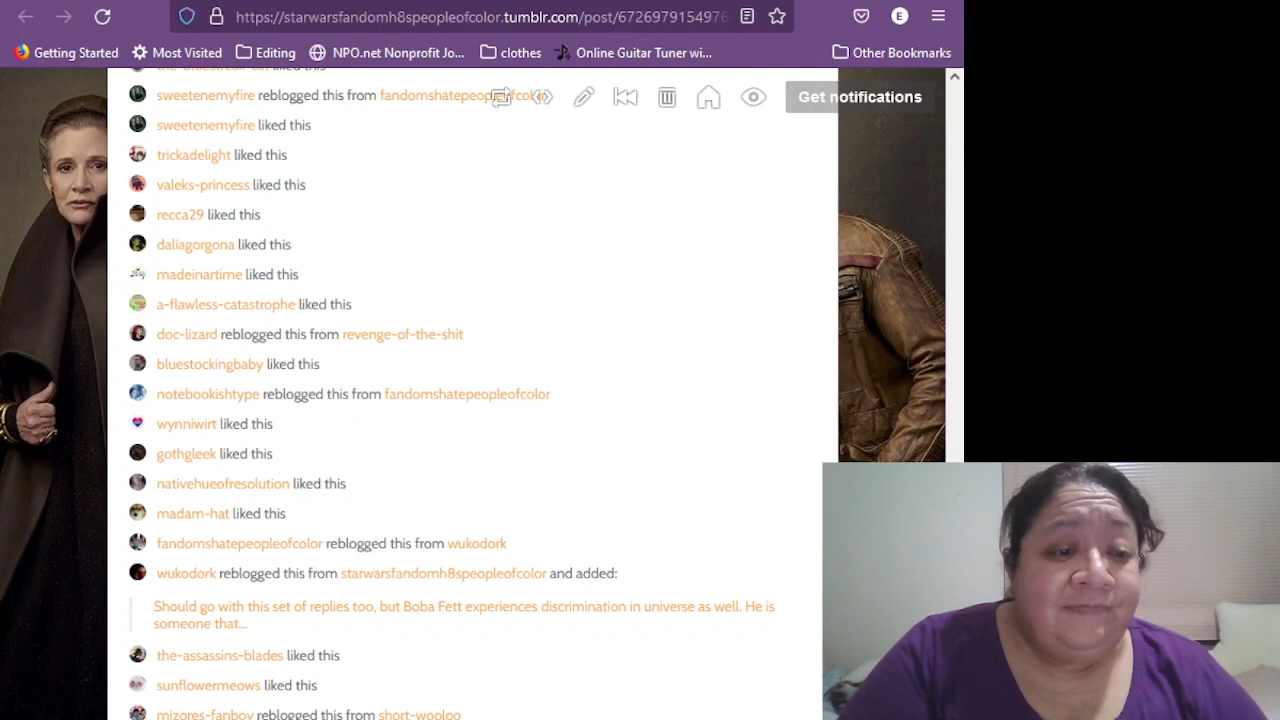 https://starwarsfandomh8speopleofcolor.tumblr.com/post/6726979154976
Getting Started Most Visited Editing NPO.net Nonprofit Jo... clothes Online Guitar Tuner wi... Other Bookmarks
liked this
sweetenemyfire reblogged this from fandomshatepeopleofcolor
Get notifications
sweetenemyfire liked this
trickadelight liked this
valeks-princess liked this
recca29 liked this
daliagorgona liked this
madeinartime liked this
a-flawless-catastrophe liked this
doc-lizard reblogged this from revenge-of-the-shit
bluestockingbaby liked this
notebookishtype reblogged this from fandomshatepeopleofcolor
wynniwirt liked this
gothgleek liked this
nativehueofresolution liked this
madam-hat liked this
fandomshatepeopleofcolor reblogged this from wukodork
wukodork reblogged this from starwarsfandomh8speopleofcolor and added:
Should go with this set of replies too, but Boba Fett experiences discrimination in universe as well. He is
someone that...
the-assassins-blades liked this
sunflowermeows liked this
mizores-fanboy reblogged this from short-wooloo